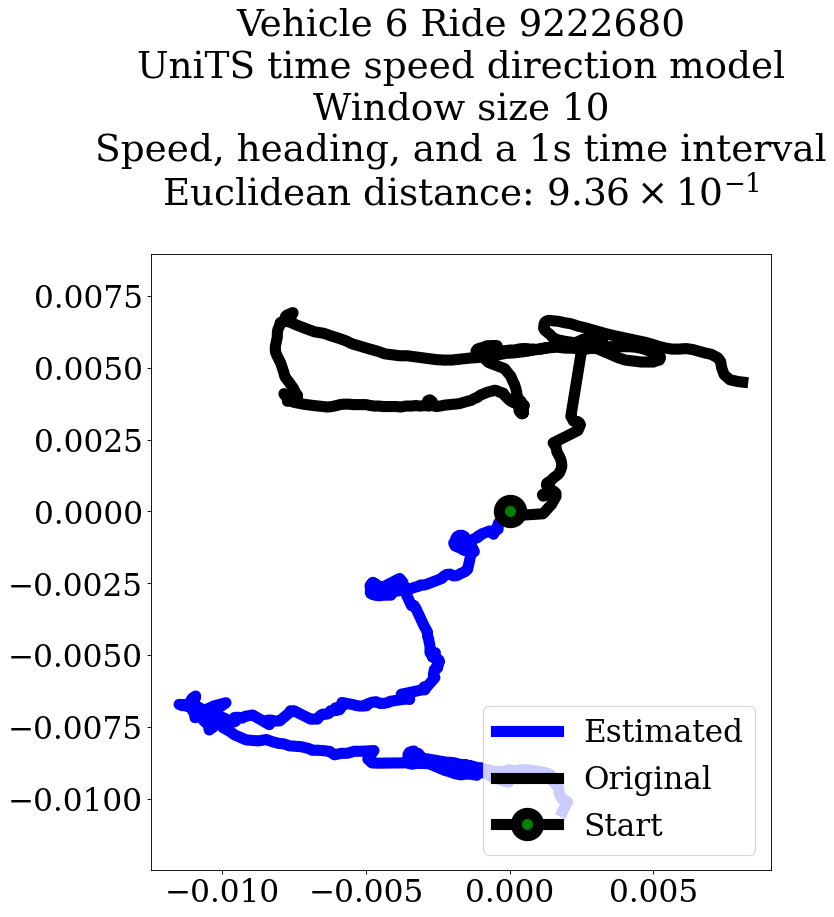 Vehicle 6 Ride 9222680
UniTS time speed direction model
Window size 10
Speed, heading, and a 1s time interval
Euclidean distance: 9.36 × 10⁻¹
0.0075
0.0050
0.0025
0.0000
−0.0025
−0.0050
−0.0075
−0.0100
Estimated
Original
Start
−0.010 −0.005 0.000 0.005